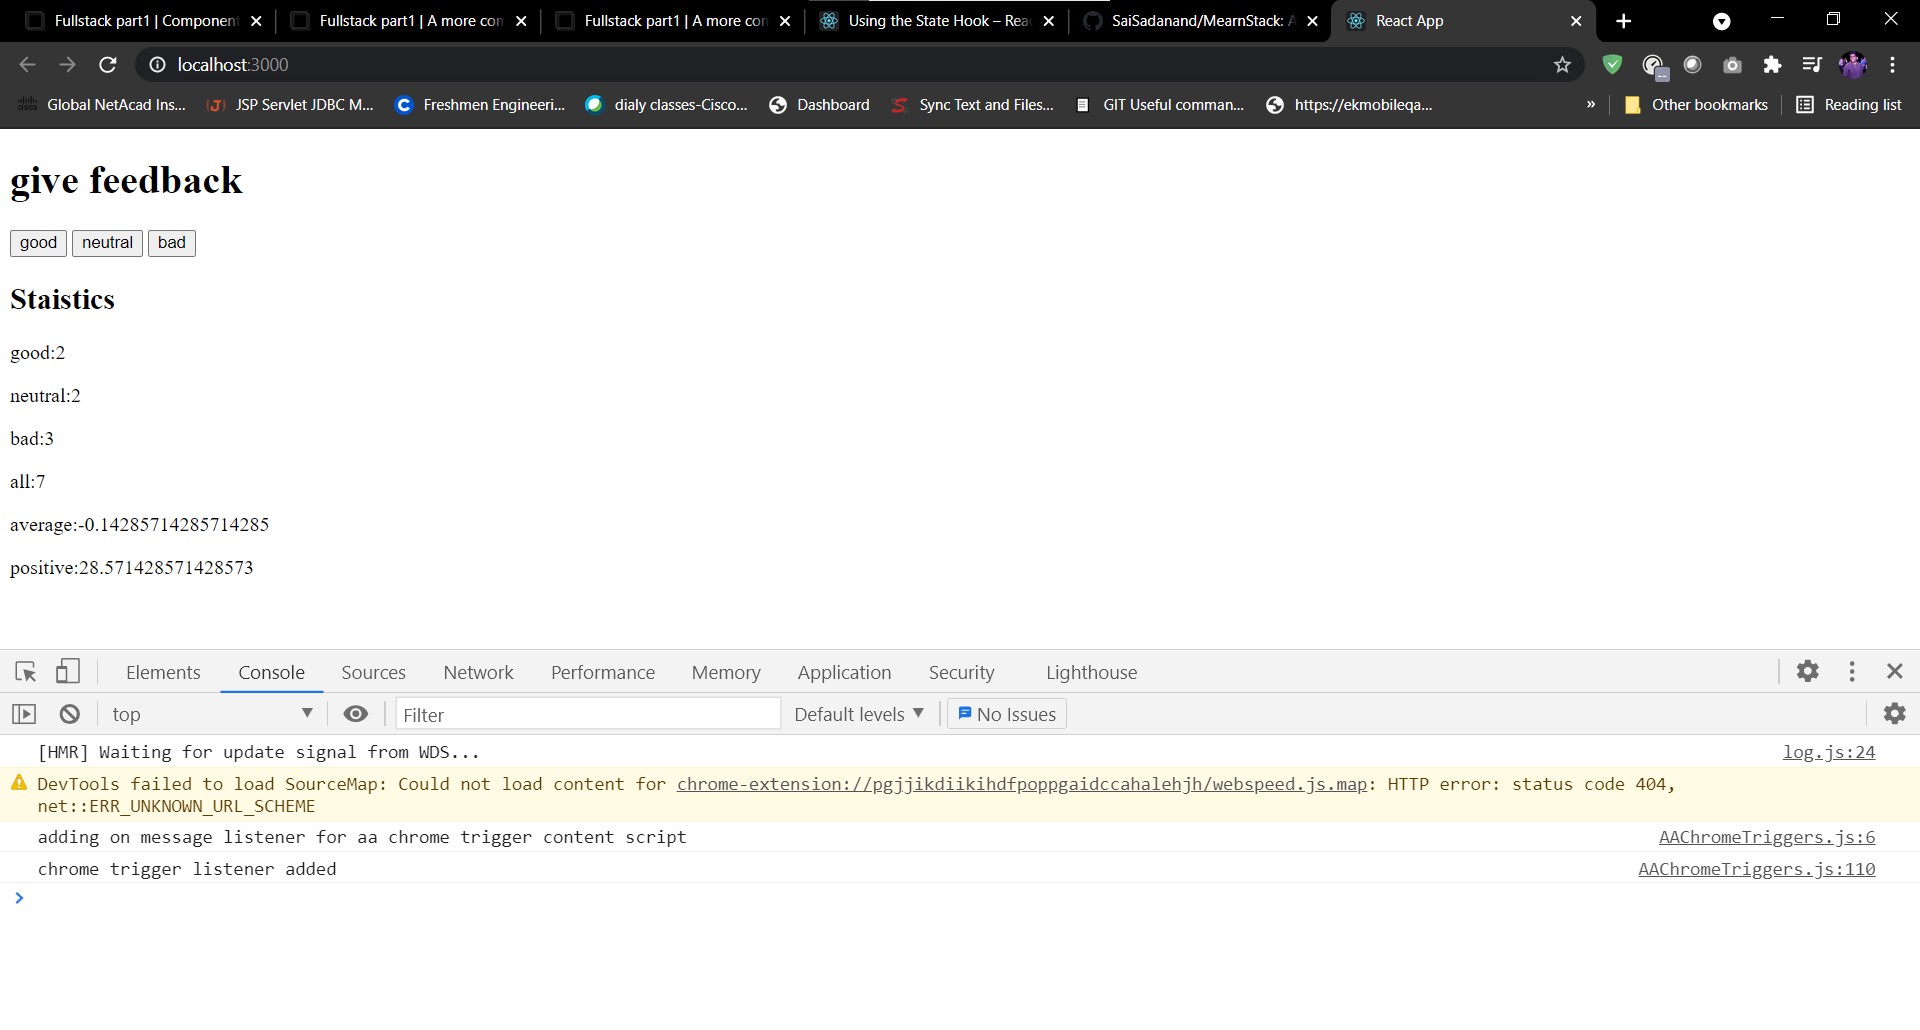 Fullstack part1 | Component
Fullstack part1 | A more con
Fullstack part1 | A more con
Using the State Hook – Reac
SaiSadanand/MearnStack: A
React App
localhost:3000
Global NetAcad Ins...
JSP Servlet JDBC M...
Freshmen Engineeri...
dialy classes-Cisco...
Dashboard
Sync Text and Files...
GIT Useful comman...
https://ekmobileqa...
»
Other bookmarks
Reading list
give feedback
good neutral bad
Staistics
good:2
neutral:2
bad:3
all:7
average:-0.14285714285714285
positive:28.571428571428573
Elements Console Sources Network Performance Memory Application Security Lighthouse
top Filter Default levels No Issues
[HMR] Waiting for update signal from WDS... log.js:24
DevTools failed to load SourceMap: Could not load content for chrome-extension://pgjjikdiikihdfpoppgaidccahalehjh/webspeed.js.map: HTTP error: status code 404,
net::ERR_UNKNOWN_URL_SCHEME
adding on message listener for aa chrome trigger content script AAChromeTriggers.js:6
chrome trigger listener added AAChromeTriggers.js:110